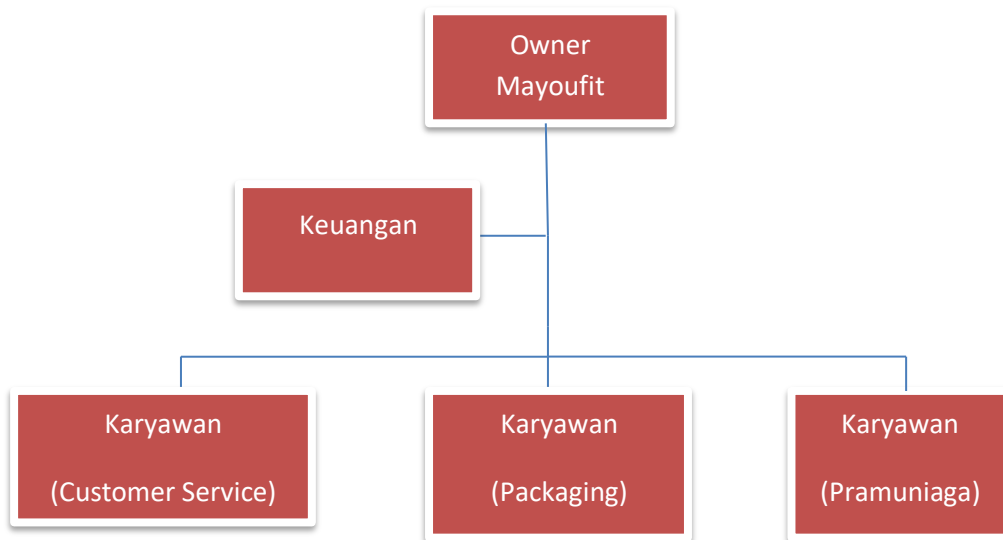 Owner
Mayoufit
Keuangan
Karyawan
(Customer Service)
Karyawan
(Packaging)
Karyawan
(Pramuniaga)